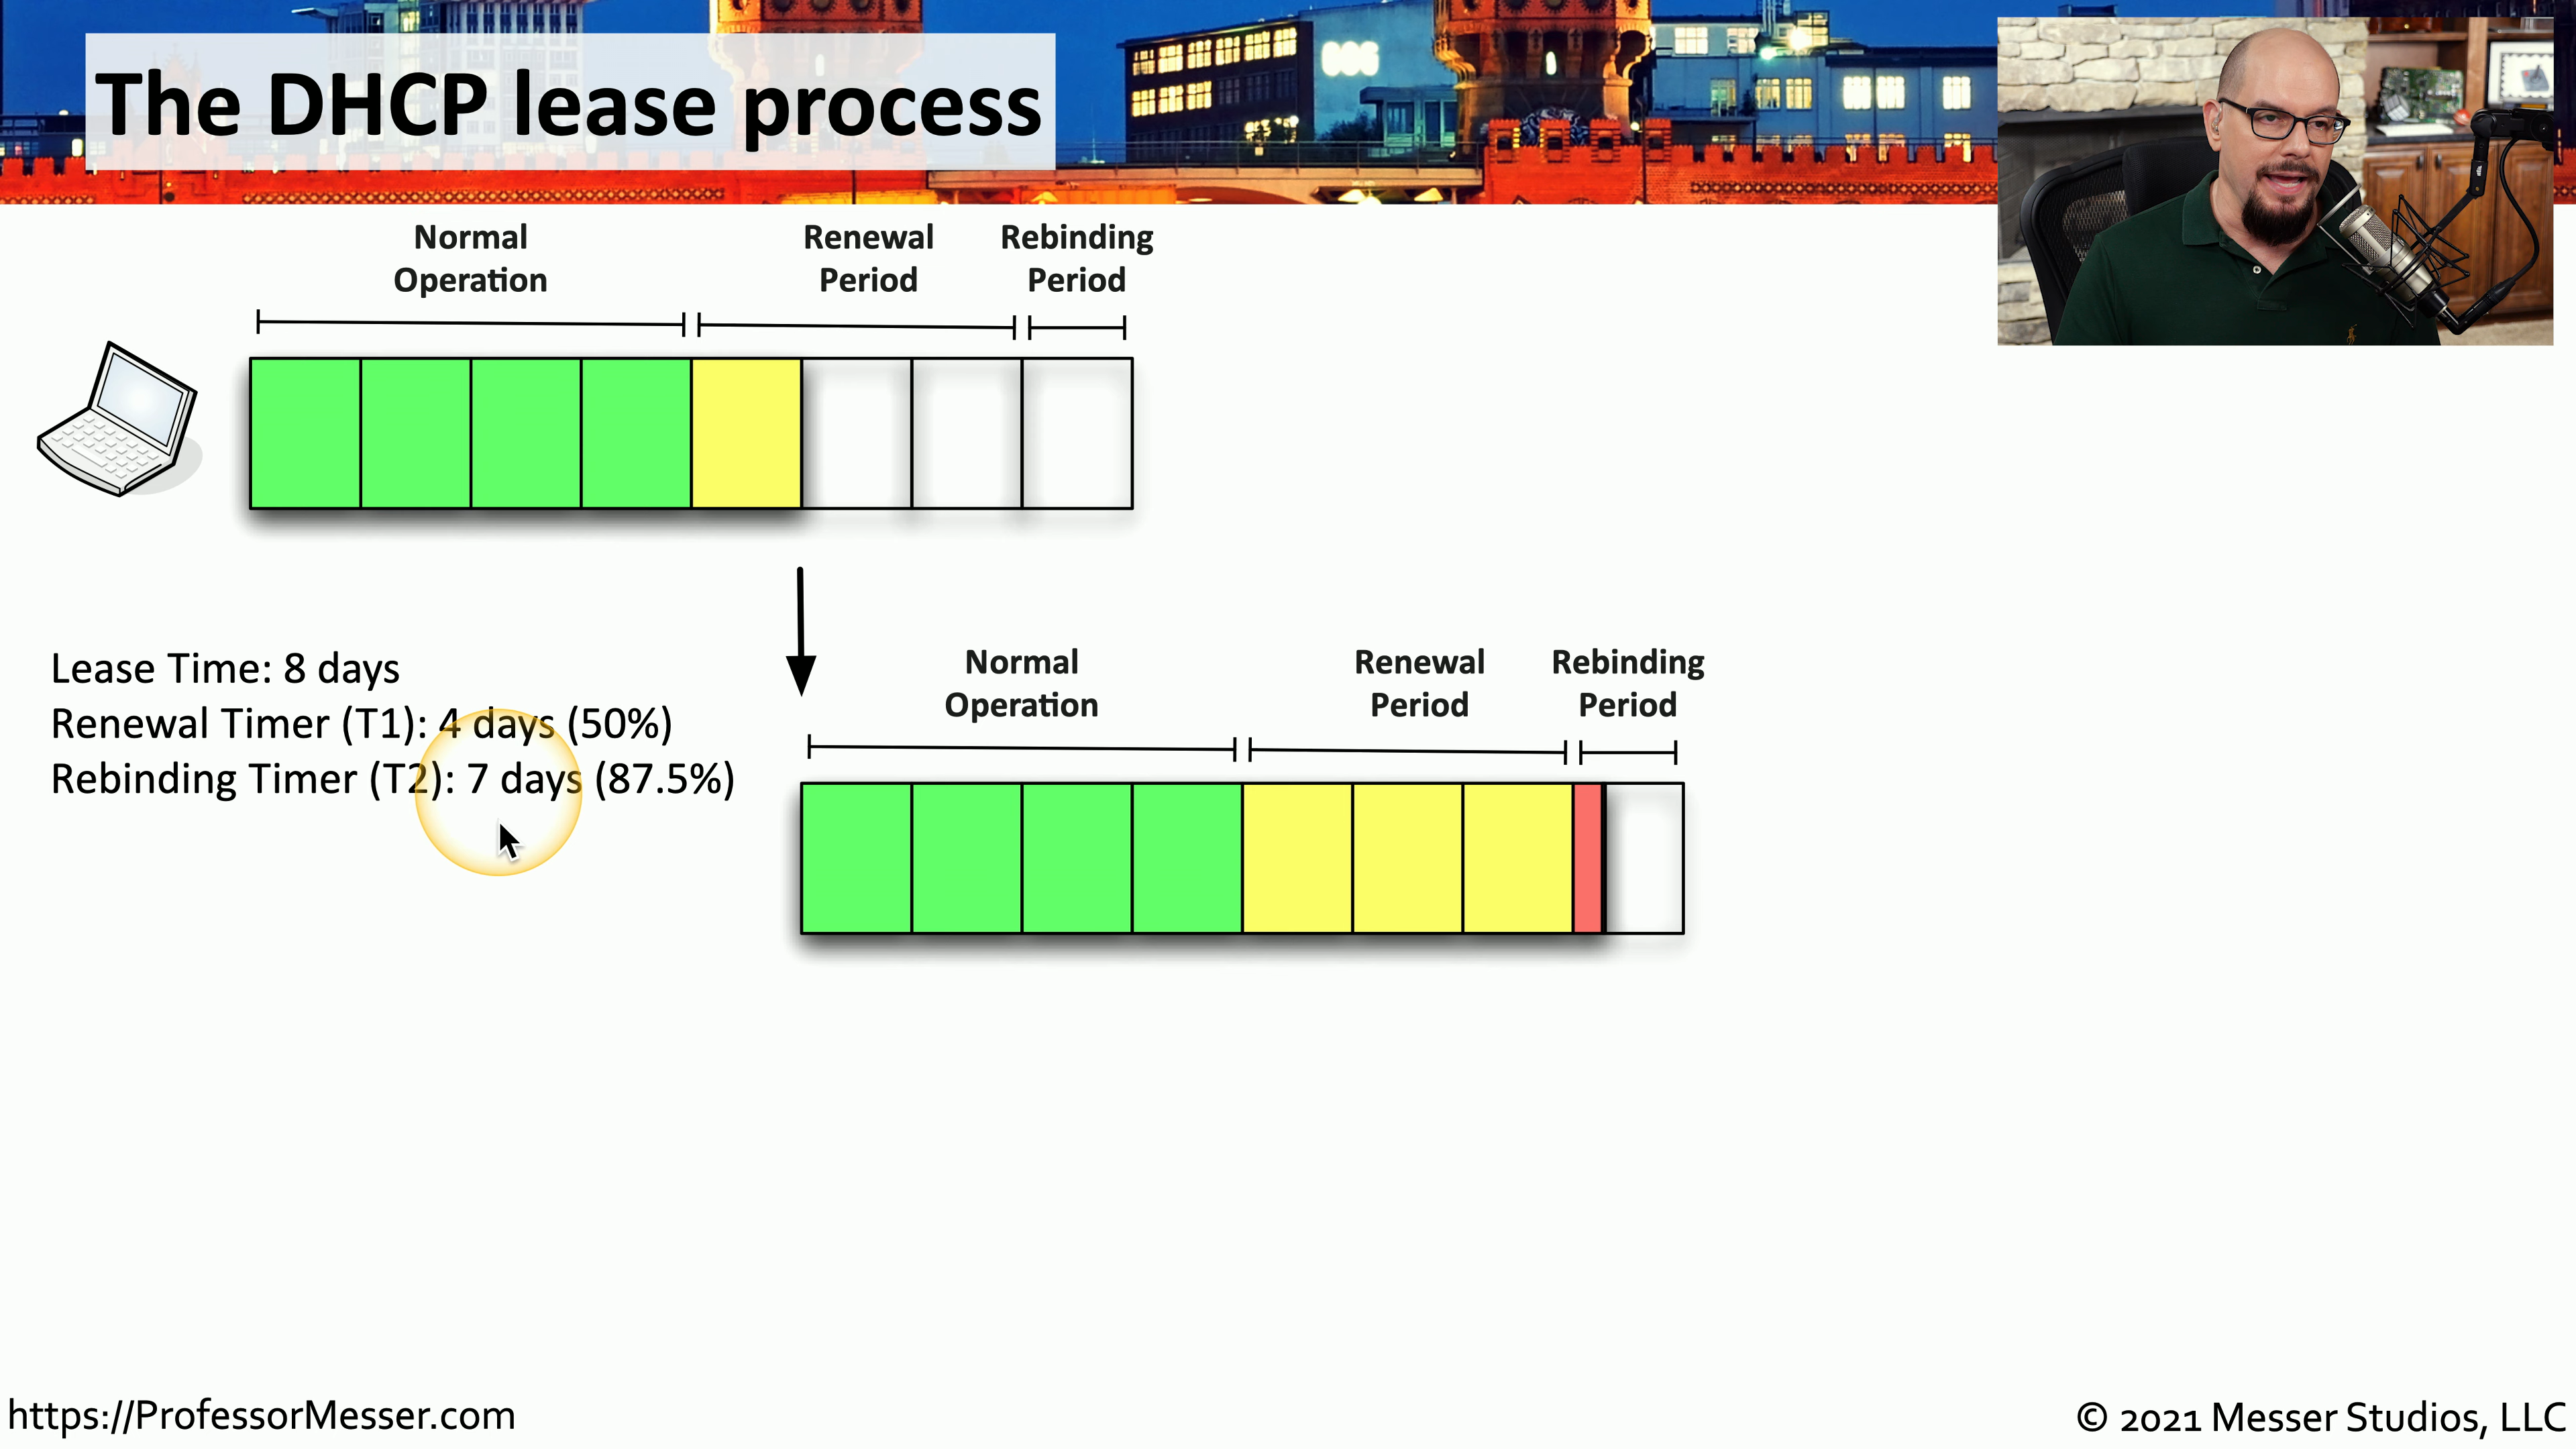 The DHCP lease process
Normal
Operation
Renewal
Period
Rebinding
Period
Lease Time: 8 days
Renewal Timer (T1): 4 days (50%)
Rebinding Timer (T2): 7 days (87.5%)
Normal
Operation
Renewal
Period
Rebinding
Period
https://ProfessorMesser.com
© 2021 Messer Studios, LLC